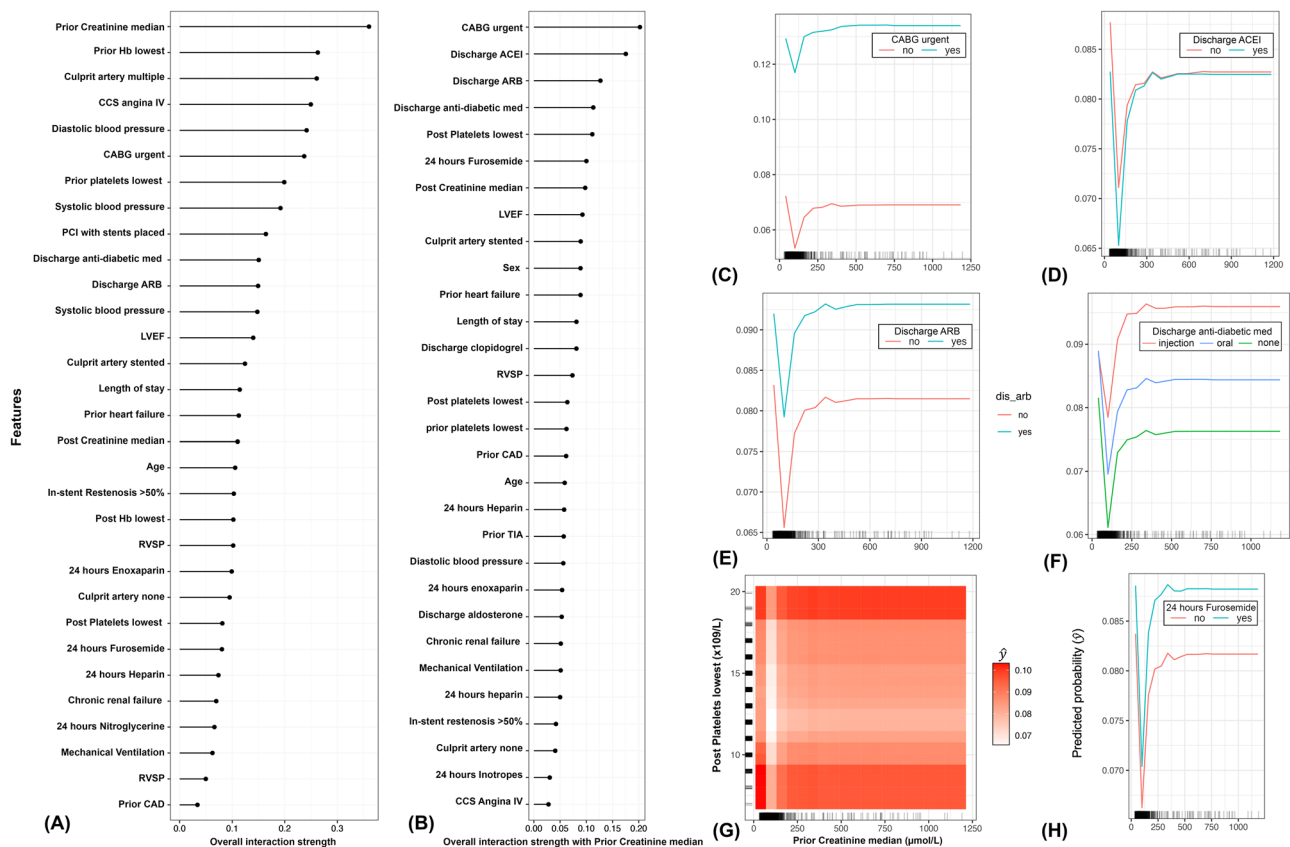 Features
Prior Creatinine median
Prior Hb lowest
Culprit artery multiple
CCS angina IV
Diastolic blood pressure
CABG urgent
Prior platelets lowest
Systolic blood pressure
PCI with stents placed
Discharge anti-diabetic med
Discharge ARB
Systolic blood pressure
LVEF
Culprit artery stented
Length of stay
Prior heart failure
Post Creatinine median
Age
In-stent Restenosis >50%
Post Hb lowest
RVSP
24 hours Enoxaparin
Culprit artery none
Post Platelets lowest
24 hours Furosemide
24 hours Heparin
Chronic renal failure
24 hours Nitroglycerine
Mechanical Ventilation
RVSP
Prior CAD
(A)
0.0 0.1 0.2 0.3
Overall interaction strength
CABG urgent
Discharge ACEI
Discharge ARB
Discharge anti-diabetic med
Post Platelets lowest
24 hours Furosemide
Post Creatinine median
LVEF
Culprit artery stented
Sex
Prior heart failure
Length of stay
Discharge clopidogrel
RVSP
Post platelets lowest
prior platelets lowest
Prior CAD
Age
24 hours Heparin
Prior TIA
Diastolic blood pressure
24 hours enoxaparin
Discharge aldosterone
Chronic renal failure
Mechanical Ventilation
24 hours heparin
In-stent restenosis >50%
Culprit artery none
24 hours Inotropes
CCS Angina IV
(B)
0.00 0.05 0.10 0.15 0.20
Overall interaction strength with Prior Creatinine median
CABG urgent
no yes
0.12
0.10
0.08
0.06
(C)
0 250 500 750 1000 1250
Discharge ACEI
no yes
0.085
0.080
0.075
0.070
0.065
(D)
0 300 600 900 1200
Discharge ARB
no yes
0.090
0.085
0.080
0.075
0.070
0.065
(E)
0 300 600 900 1200
dis_arb
no
yes
Discharge anti-diabetic med
injection oral none
0.09
0.08
0.07
0.06
(F)
0 250 500 750 1000
Post Platelets lowest (x109/L)
20
15
10
ŷ
0.10
0.09
0.08
0.07
(G)
0 250 500 750 1000 1250
Prior Creatinine median (µmol/L)
Predicted probability (ŷ)
24 hours Furosemide
no yes
0.085
0.080
0.075
0.070
(H)
0 250 500 750 1000